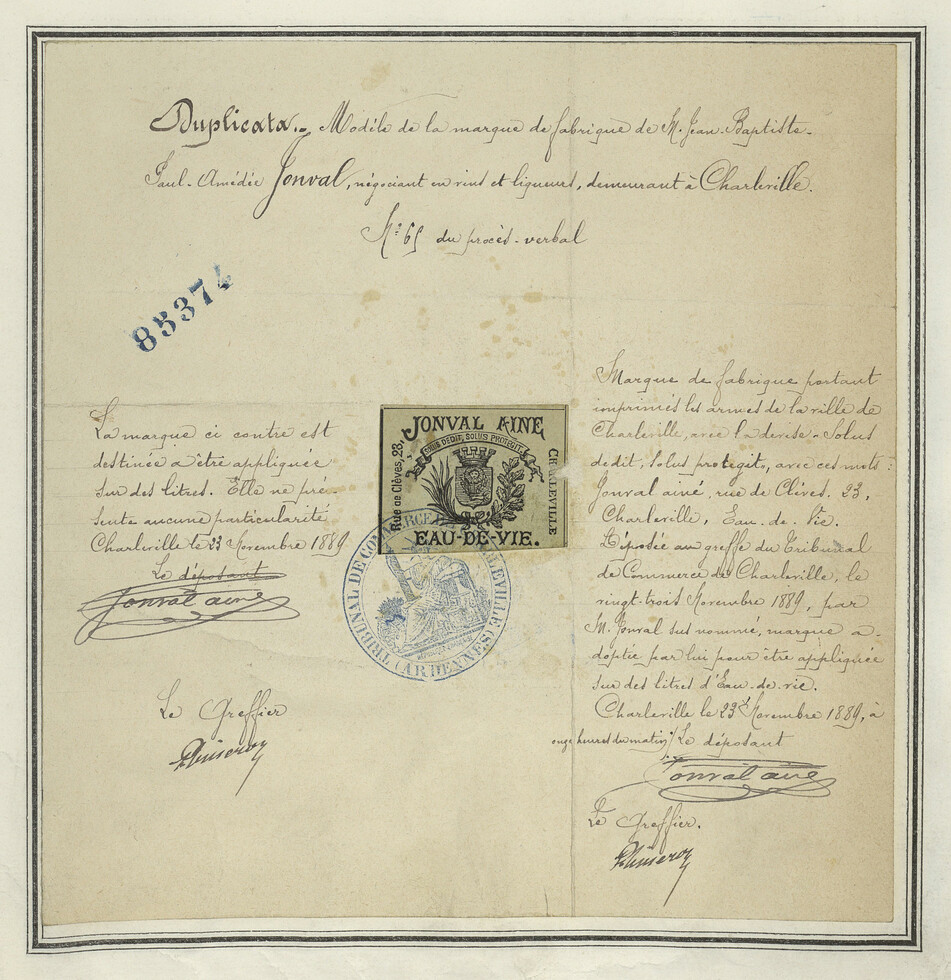 Duplicata. - Modèle de la marque de fabrique de M. Jean-Baptiste-
Paul-Amédée Jonval, négociant en vins et liqueurs, demeurant à Charleville.
N° 65 du procès-verbal
85374
La marque ci contre est
destinée a être appliquée
sur des litres. Elle ne pré-
sente aucune particularité
Charleville le 23 Novembre 1889
Le déposant
Jonval ainé
Le Greffier
JONVAL AINE
SOLUS DEDIT, SOLUS PROTEGIT
Rue de Clèves, 23,
CHARLEVILLE
EAU-DE-VIE.
TRIBUNAL DE COMMERCE DE CHARLEVILLE (ARDENNES)
Marque de fabrique portant
imprimés les armes de la ville de
Charleville, avec la devise "Solus
dedit, Solus protegit", avec ces mots :
Jonval ainé, rue de Clèves, 23,
Charleville, Eau-de-Vie.
Déposée au greffe du Tribunal
de Commerce de Charleville, le
vingt-trois Novembre 1889, par
M. Jonval sus nommé, marque a-
doptée par lui pour être appliquée
sur des litres d'Eau-de-vie.
Charleville le 23 Novembre 1889, à
onze heures du matin / Le déposant
Jonval ainé
Le Greffier.